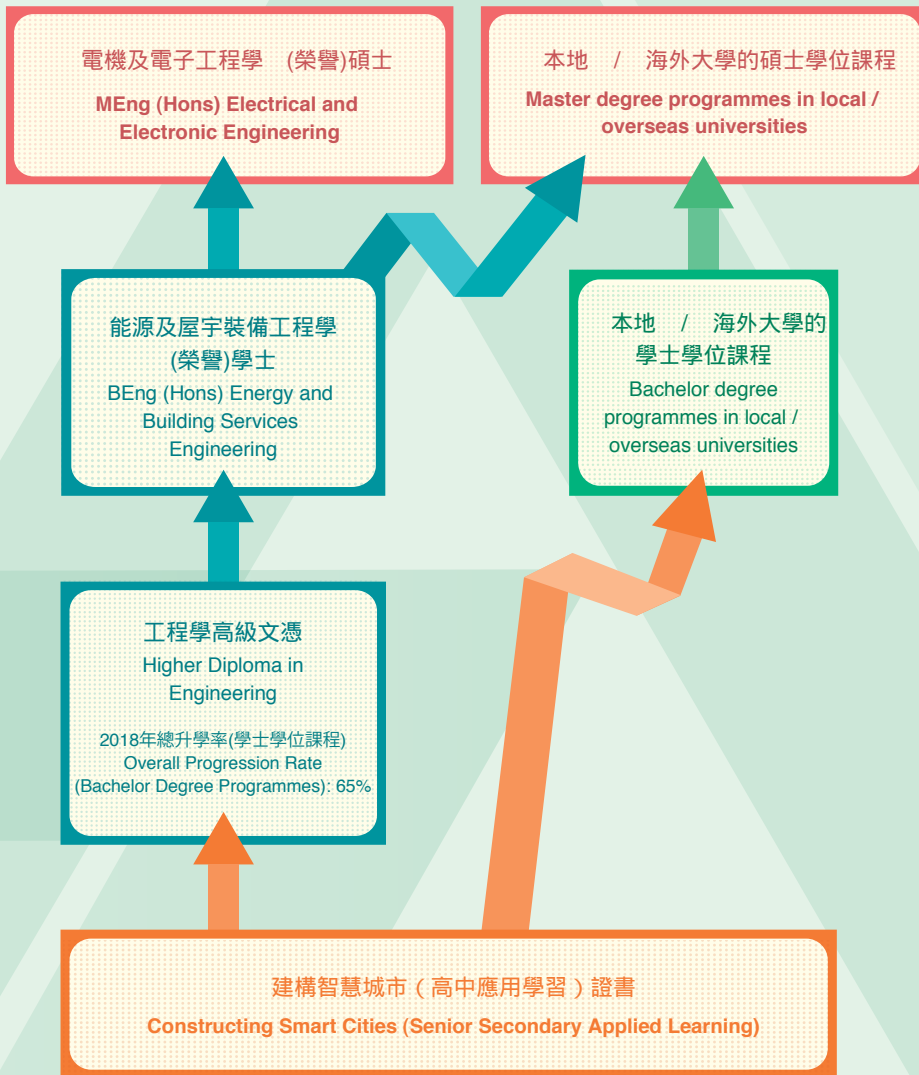 電機及電子工程學 (榮譽)碩士
MEng (Hons) Electrical and
Electronic Engineering
本地 / 海外大學的碩士學位課程
Master degree programmes in local /
overseas universities
能源及屋宇裝備工程學
(榮譽)學士
BEng (Hons) Energy and
Building Services
Engineering
本地 / 海外大學的
學士學位課程
Bachelor degree
programmes in local /
overseas universities
工程學高級文憑
Higher Diploma in
Engineering
2018年總升學率(學士學位課程)
Overall Progression Rate
(Bachelor Degree Programmes): 65%
建構智慧城市（高中應用學習）證書
Constructing Smart Cities (Senior Secondary Applied Learning)